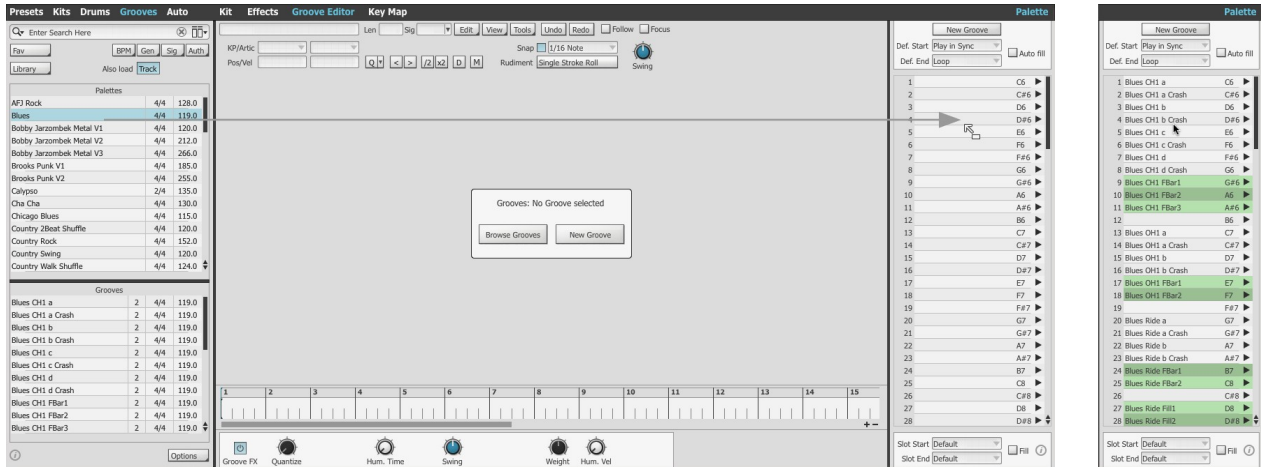 Presets Kits Drums Grooves Auto
Enter Search Here
Fav BPM Gen Sig Auth
Library Also load Track
Palettes
AFJ Rock 4/4 128.0
Blues 4/4 119.0
Bobby Jarzombek Metal V1 4/4 120.0
Bobby Jarzombek Metal V2 4/4 212.0
Bobby Jarzombek Metal V3 4/4 266.0
Brooks Punk V1 4/4 185.0
Brooks Punk V2 4/4 255.0
Calypso 2/4 135.0
Cha Cha 4/4 130.0
Chicago Blues 4/4 115.0
Country 2Beat Shuffle 4/4 120.0
Country Rock 4/4 152.0
Country Swing 4/4 120.0
Country Walk Shuffle 4/4 124.0
Grooves
Blues CH1 a 2 4/4 119.0
Blues CH1 a Crash 2 4/4 119.0
Blues CH1 b 2 4/4 119.0
Blues CH1 b Crash 2 4/4 119.0
Blues CH1 c 2 4/4 119.0
Blues CH1 c Crash 2 4/4 119.0
Blues CH1 d 2 4/4 119.0
Blues CH1 d Crash 2 4/4 119.0
Blues CH1 FBar1 2 4/4 119.0
Blues CH1 FBar2 2 4/4 119.0
Blues CH1 FBar3 2 4/4 119.0
Options
Kit Effects Groove Editor Key Map
Len Sig Edit View Tools Undo Redo Follow Focus
KP/Artic Snap 1/16 Note
Pos/Vel Q < > /2 x2 D M Rudiment Single Stroke Roll
Swing
Grooves: No Groove selected
Browse Grooves New Groove
1 2 3 4 5 6 7 8 9 10 11 12 13 14 15
+ −
Groove FX Quantize Hum. Time Swing Weight Hum. Vel
Palette
New Groove
Def. Start Play in Sync
Auto fill
Def. End Loop
1 C6
2 C#6
3 D6
4 D#6
5 E6
6 F6
7 F#6
8 G6
9 G#6
10 A6
11 A#6
12 B6
13 C7
14 C#7
15 D7
16 D#7
17 E7
18 F7
19 F#7
20 G7
21 G#7
22 A7
23 A#7
24 B7
25 C8
26 C#8
27 D8
28 D#8
Slot Start Default
Fill
Slot End Default
Palette
New Groove
Def. Start Play in Sync
Auto fill
Def. End Loop
1 Blues CH1 a C6
2 Blues CH1 a Crash C#6
3 Blues CH1 b D6
4 Blues CH1 b Crash D#6
5 Blues CH1 c E6
6 Blues CH1 c Crash F6
7 Blues CH1 d F#6
8 Blues CH1 d Crash G6
9 Blues CH1 FBar1 G#6
10 Blues CH1 FBar2 A6
11 Blues CH1 FBar3 A#6
12 B6
13 Blues OH1 a C7
14 Blues OH1 a Crash C#7
15 Blues OH1 b D7
16 Blues OH1 b Crash D#7
17 Blues OH1 FBar1 E7
18 Blues OH1 FBar2 F7
19 F#7
20 Blues Ride a G7
21 Blues Ride a Crash G#7
22 Blues Ride b A7
23 Blues Ride b Crash A#7
24 Blues Ride FBar1 B7
25 Blues Ride FBar2 C8
26 C#8
27 Blues Ride Fill1 D8
28 Blues Ride Fill2 D#8
Slot Start Default
Fill
Slot End Default